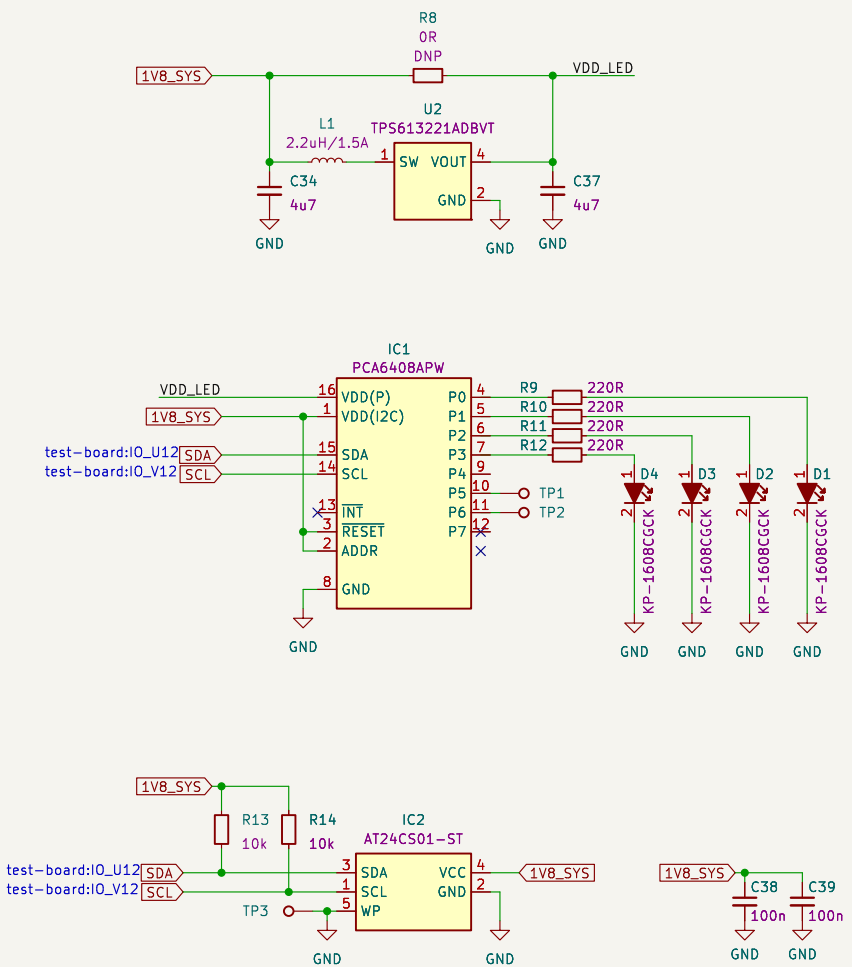 R8
0R
DNP
1V8_SYS
VDD_LED
U2
TPS613221ADBVT
L1
2.2uH/1.5A
1 SW VOUT 4
GND 2
C34
4u7
C37
4u7
GND
GND
GND
IC1
PCA6408APW
VDD_LED 16 VDD(P) P0 4 R9 220R
1V8_SYS 1 VDD(I2C) P1 5 R10 220R
P2 6 R11 220R
test-board:IO_U12 SDA 15 SDA P3 7 R12 220R
test-board:IO_V12 SCL 14 SCL P4 9
P5 10 TP1
13 INT P6 11 TP2
3 RESET P7 12
2 ADDR
8 GND
GND
1 D4 2 KP-1608CGCK
1 D3 2 KP-1608CGCK
1 D2 2 KP-1608CGCK
1 D1 2 KP-1608CGCK
GND GND GND GND
1V8_SYS
R13
10k
R14
10k
IC2
AT24CS01-ST
test-board:IO_U12 SDA 3 SDA VCC 4 1V8_SYS
test-board:IO_V12 SCL 1 SCL GND 2
TP3 5 WP
GND
GND
1V8_SYS
C38
100n
C39
100n
GND GND